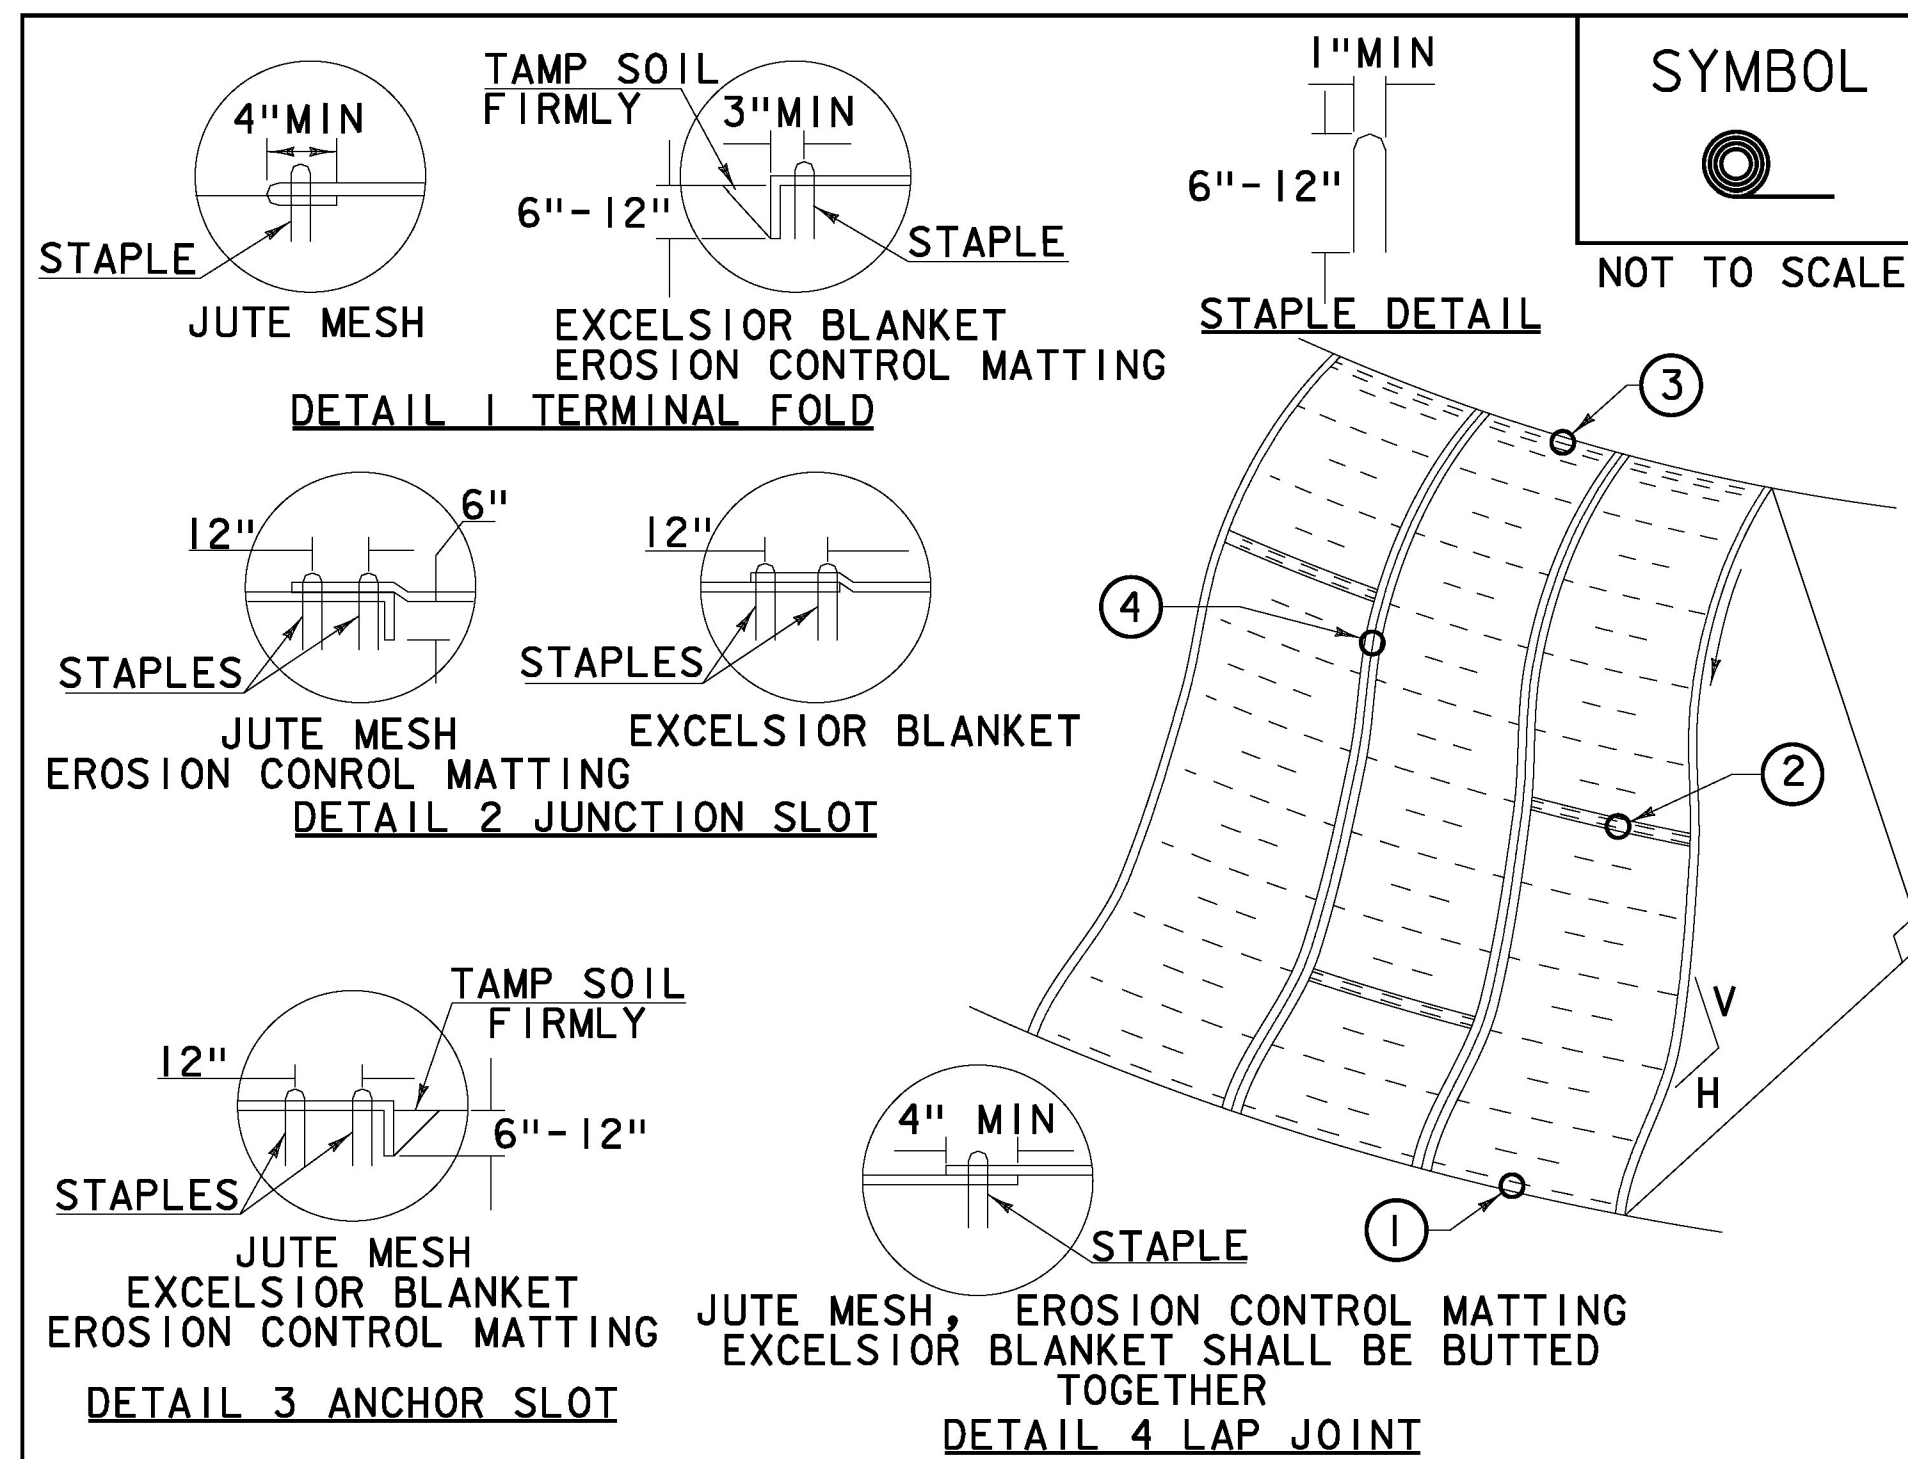 TAMP SOIL
FIRMLY
4"MIN
3"MIN
6"-12"
STAPLE
STAPLE
JUTE MESH
EXCELSIOR BLANKET
EROSION CONTROL MATTING
DETAIL 1 TERMINAL FOLD
1"MIN
6"-12"
STAPLE DETAIL
SYMBOL
NOT TO SCALE
12"
6"
12"
STAPLES
STAPLES
JUTE MESH
EROSION CONROL MATTING
EXCELSIOR BLANKET
DETAIL 2 JUNCTION SLOT
3
4
2
V
H
1
TAMP SOIL
FIRMLY
12"
6"-12"
STAPLES
JUTE MESH
EXCELSIOR BLANKET
EROSION CONTROL MATTING
DETAIL 3 ANCHOR SLOT
4" MIN
STAPLE
JUTE MESH, EROSION CONTROL MATTING
EXCELSIOR BLANKET SHALL BE BUTTED
TOGETHER
DETAIL 4 LAP JOINT